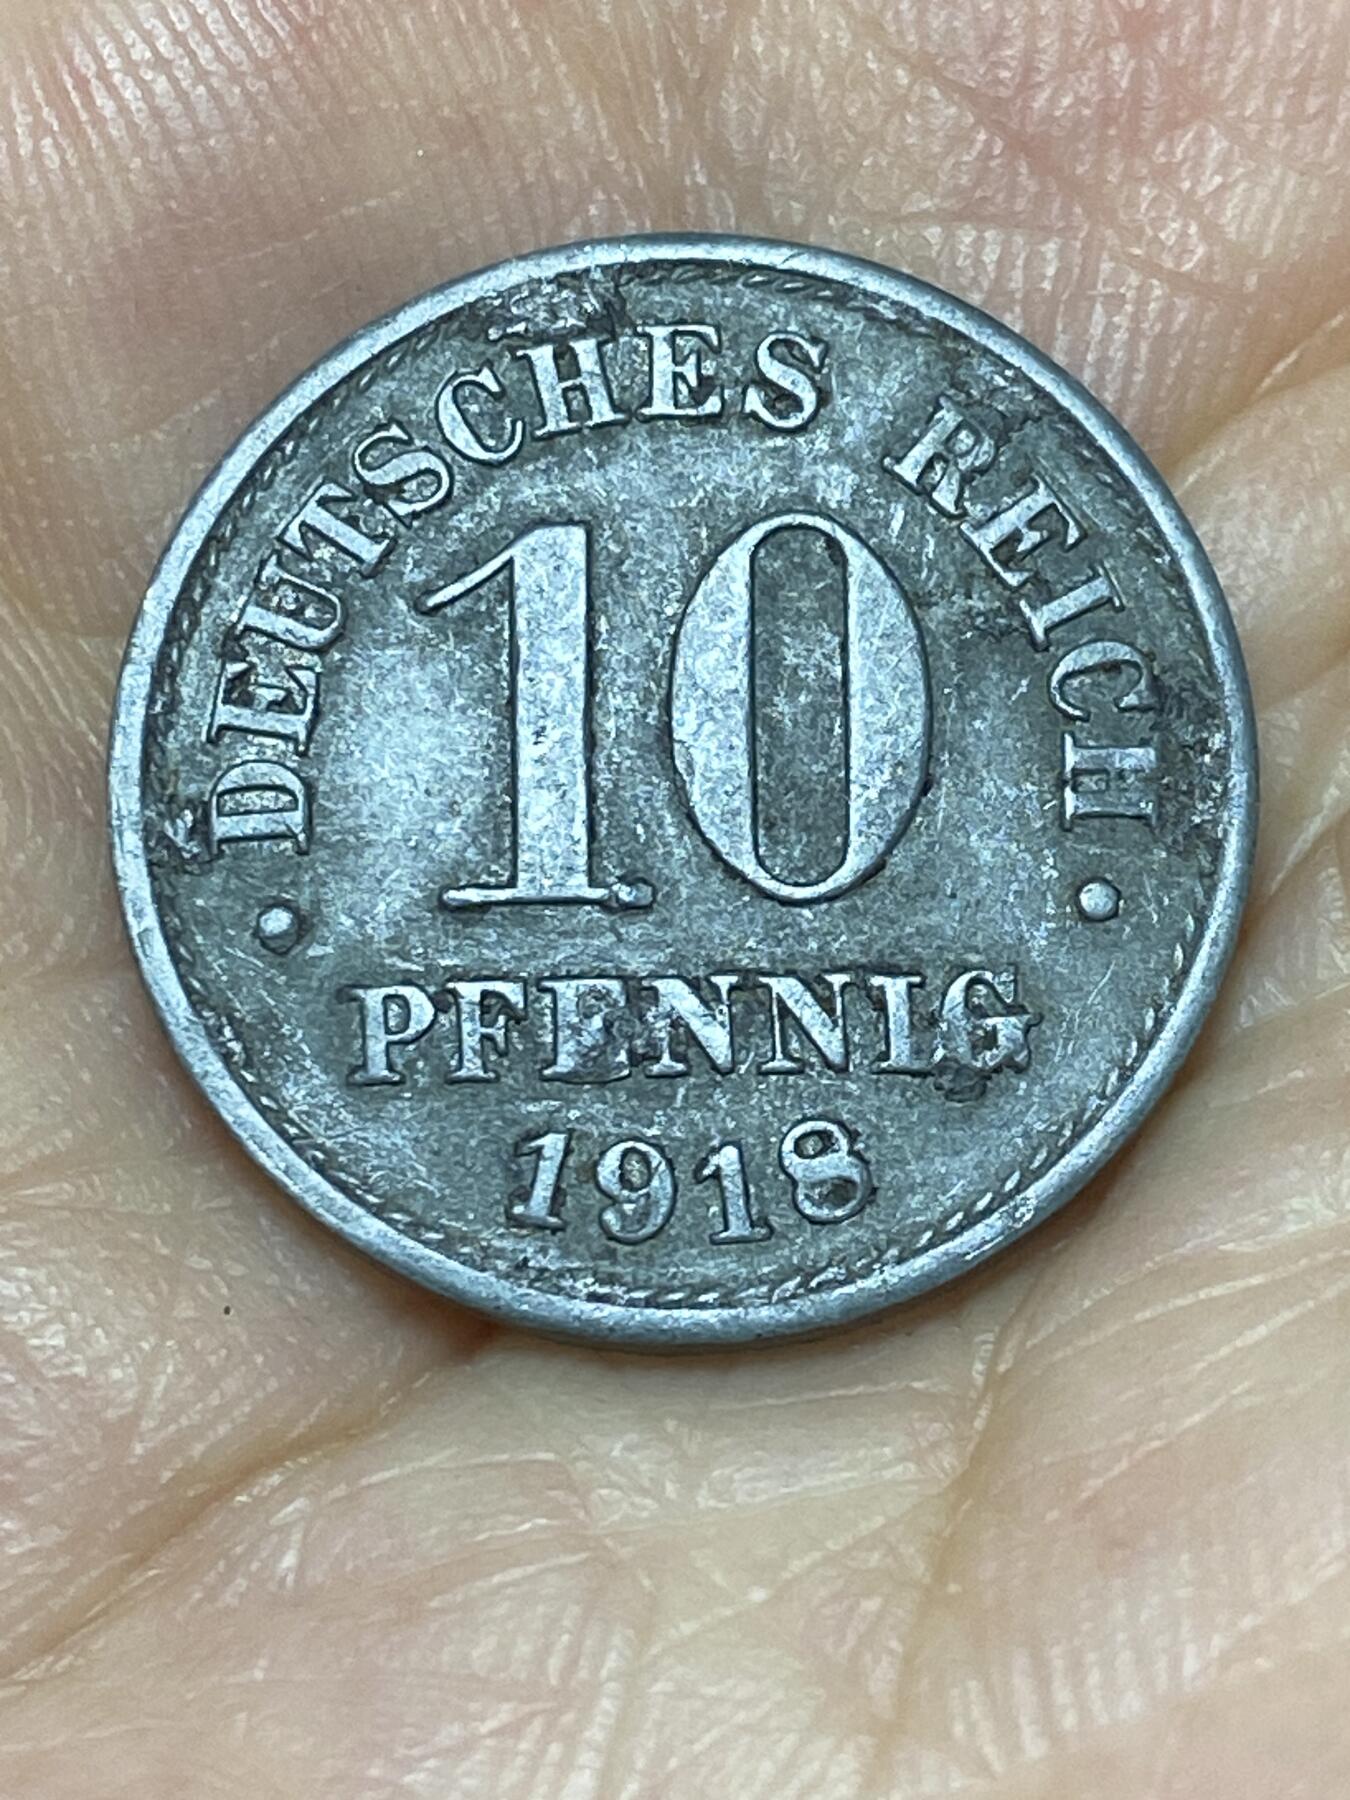 DEUTSCHES REICH
10
PFENNIG
1918